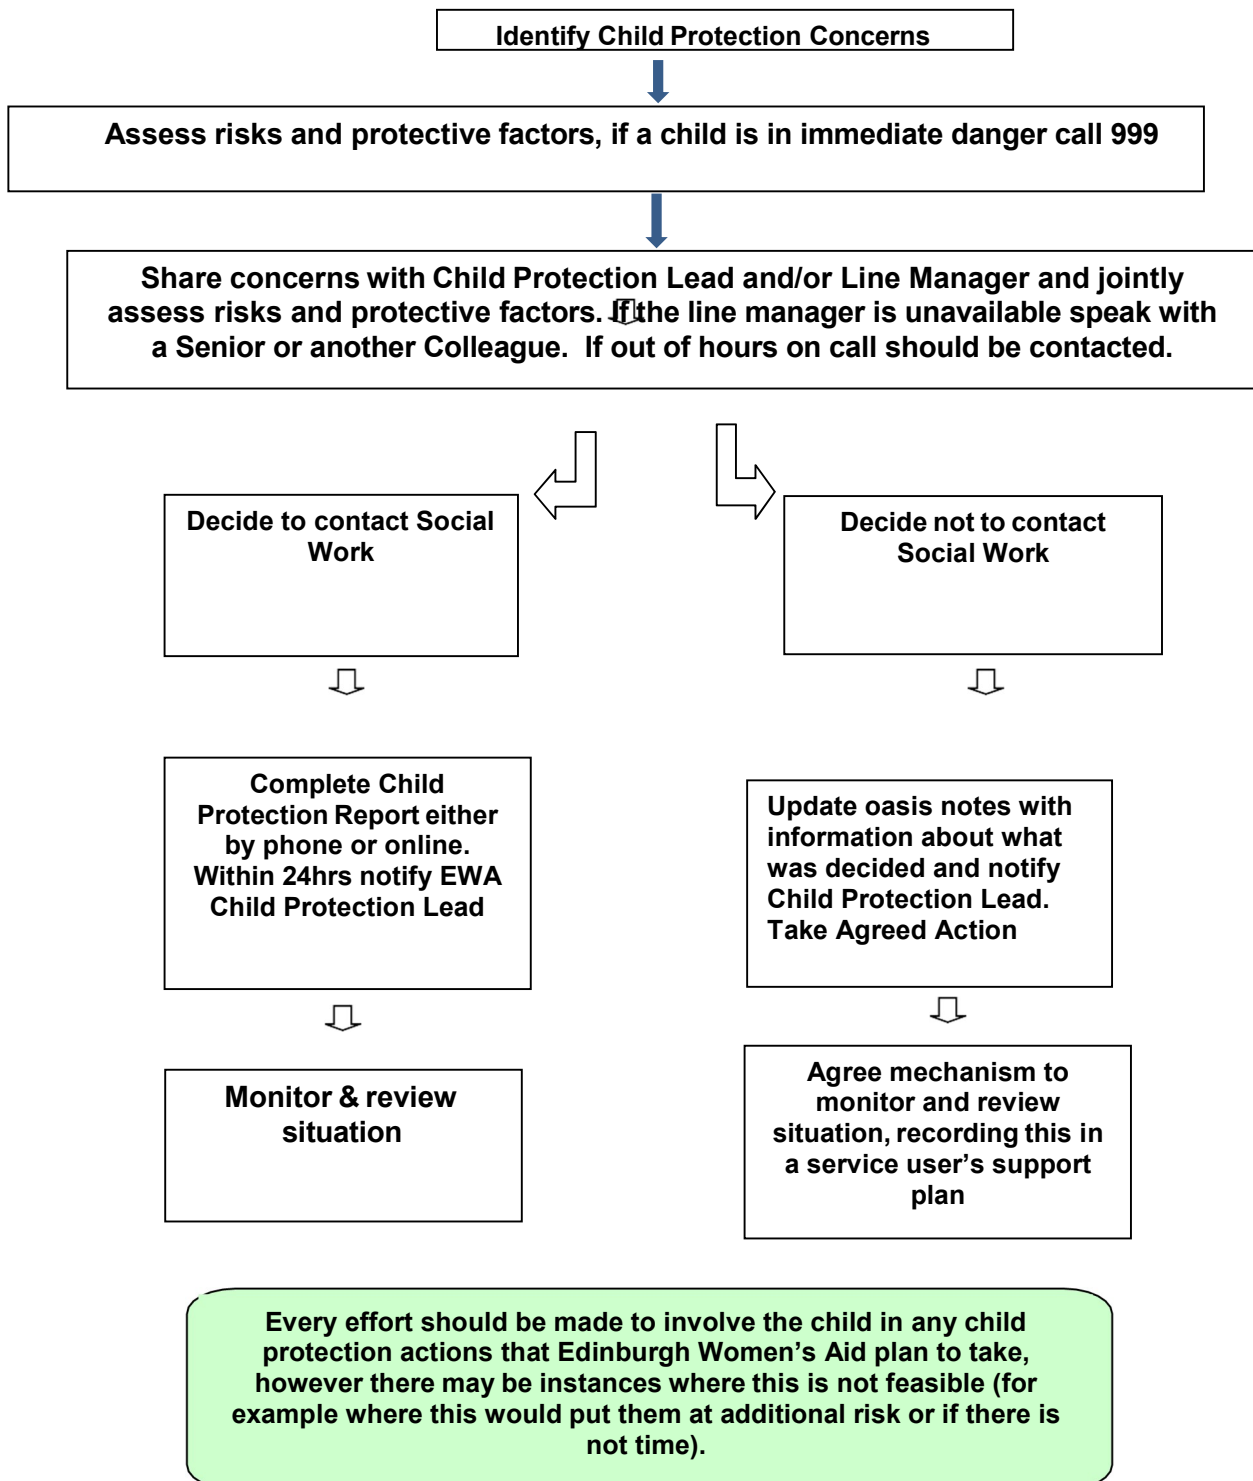 Identify Child Protection Concerns
Assess risks and protective factors, if a child is in immediate danger call 999
Share concerns with Child Protection Lead and/or Line Manager and jointly
assess risks and protective factors. If the line manager is unavailable speak with
a Senior or another Colleague. If out of hours on call should be contacted.
Decide to contact Social
Work
Decide not to contact
Social Work
Complete Child
Protection Report either
by phone or online.
Within 24hrs notify EWA
Child Protection Lead
Update oasis notes with
information about what
was decided and notify
Child Protection Lead.
Take Agreed Action
Monitor & review
situation
Agree mechanism to
monitor and review
situation, recording this in
a service user’s support
plan
Every effort should be made to involve the child in any child
protection actions that Edinburgh Women’s Aid plan to take,
however there may be instances where this is not feasible (for
example where this would put them at additional risk or if there is
not time).